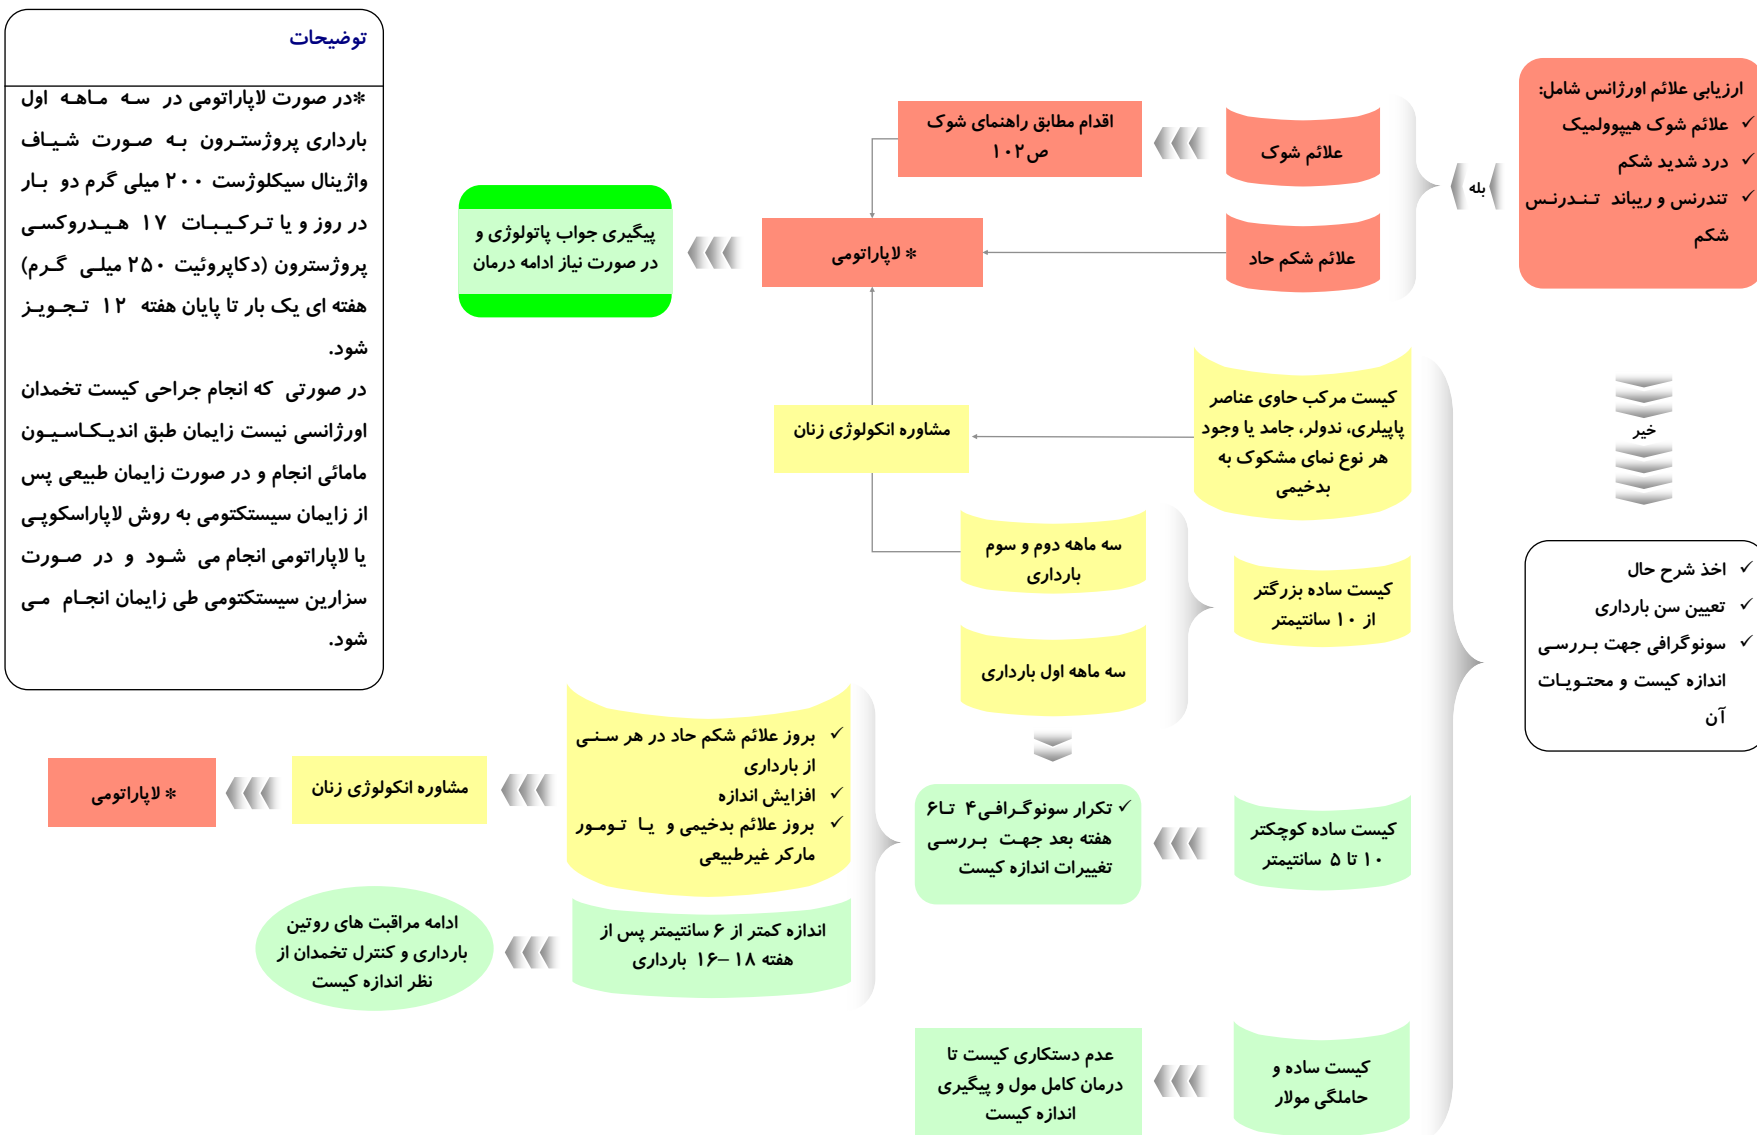 ارزیابی علائم اورژانس شامل:
✓ علائم شوک هیپوولمیک
✓ درد شدید شکم
✓ تندرنس و ریباند تندرنس
شکم
بله
علائم شوک
اقدام مطابق راهنمای شوک
ص۱۰۲
علائم شکم حاد
* لاپاراتومی
پیگیری جواب پاتولوژی و
در صورت نیاز ادامه درمان
خیر
✓ اخذ شرح حال
✓ تعیین سن بارداری
✓ سونوگرافی جهت بررسی
اندازه کیست و محتویات
آن
کیست مرکب حاوی عناصر
پاپیلری، ندولر، جامد یا وجود
هر نوع نمای مشکوک به
بدخیمی
مشاوره انکولوژی زنان
کیست ساده بزرگتر
از ۱۰ سانتیمتر
سه ماهه دوم و سوم
بارداری
سه ماهه اول بارداری
کیست ساده کوچکتر
۱۰ تا ۵ سانتیمتر
✓ تکرار سونوگرافی۴ تا۶
هفته بعد جهت بررسی
تغییرات اندازه کیست
✓ بروز علائم شکم حاد در هر سنی
از بارداری
✓ افزایش اندازه
✓ بروز علائم بدخیمی و یا تومور
مارکر غیرطبیعی
مشاوره انکولوژی زنان
* لاپاراتومی
اندازه کمتر از ۶ سانتیمتر پس از
هفته ۱۸ –۱۶ بارداری
ادامه مراقبت های روتین
بارداری و کنترل تخمدان از
نظر اندازه کیست
کیست ساده و
حاملگی مولار
عدم دستکاری کیست تا
درمان کامل مول و پیگیری
اندازه کیست
توضیحات
*در صورت لاپاراتومی در سه ماهه اول
بارداری پروژسترون به صورت شیاف
واژینال سیکلوژست ۲۰۰ میلی گرم دو بار
در روز و یا ترکیبات ۱۷ هیدروکسی
پروژسترون (دکاپروئیت ۲۵۰ میلی گرم)
هفته ای یک بار تا پایان هفته ۱۲ تجویز
شود.
در صورتی که انجام جراحی کیست تخمدان
اورژانسی نیست زایمان طبق اندیکاسیون
مامائی انجام و در صورت زایمان طبیعی پس
از زایمان سیستکتومی به روش لاپاراسکوپی
یا لاپاراتومی انجام می شود و در صورت
سزارین سیستکتومی طی زایمان انجام می
شود.